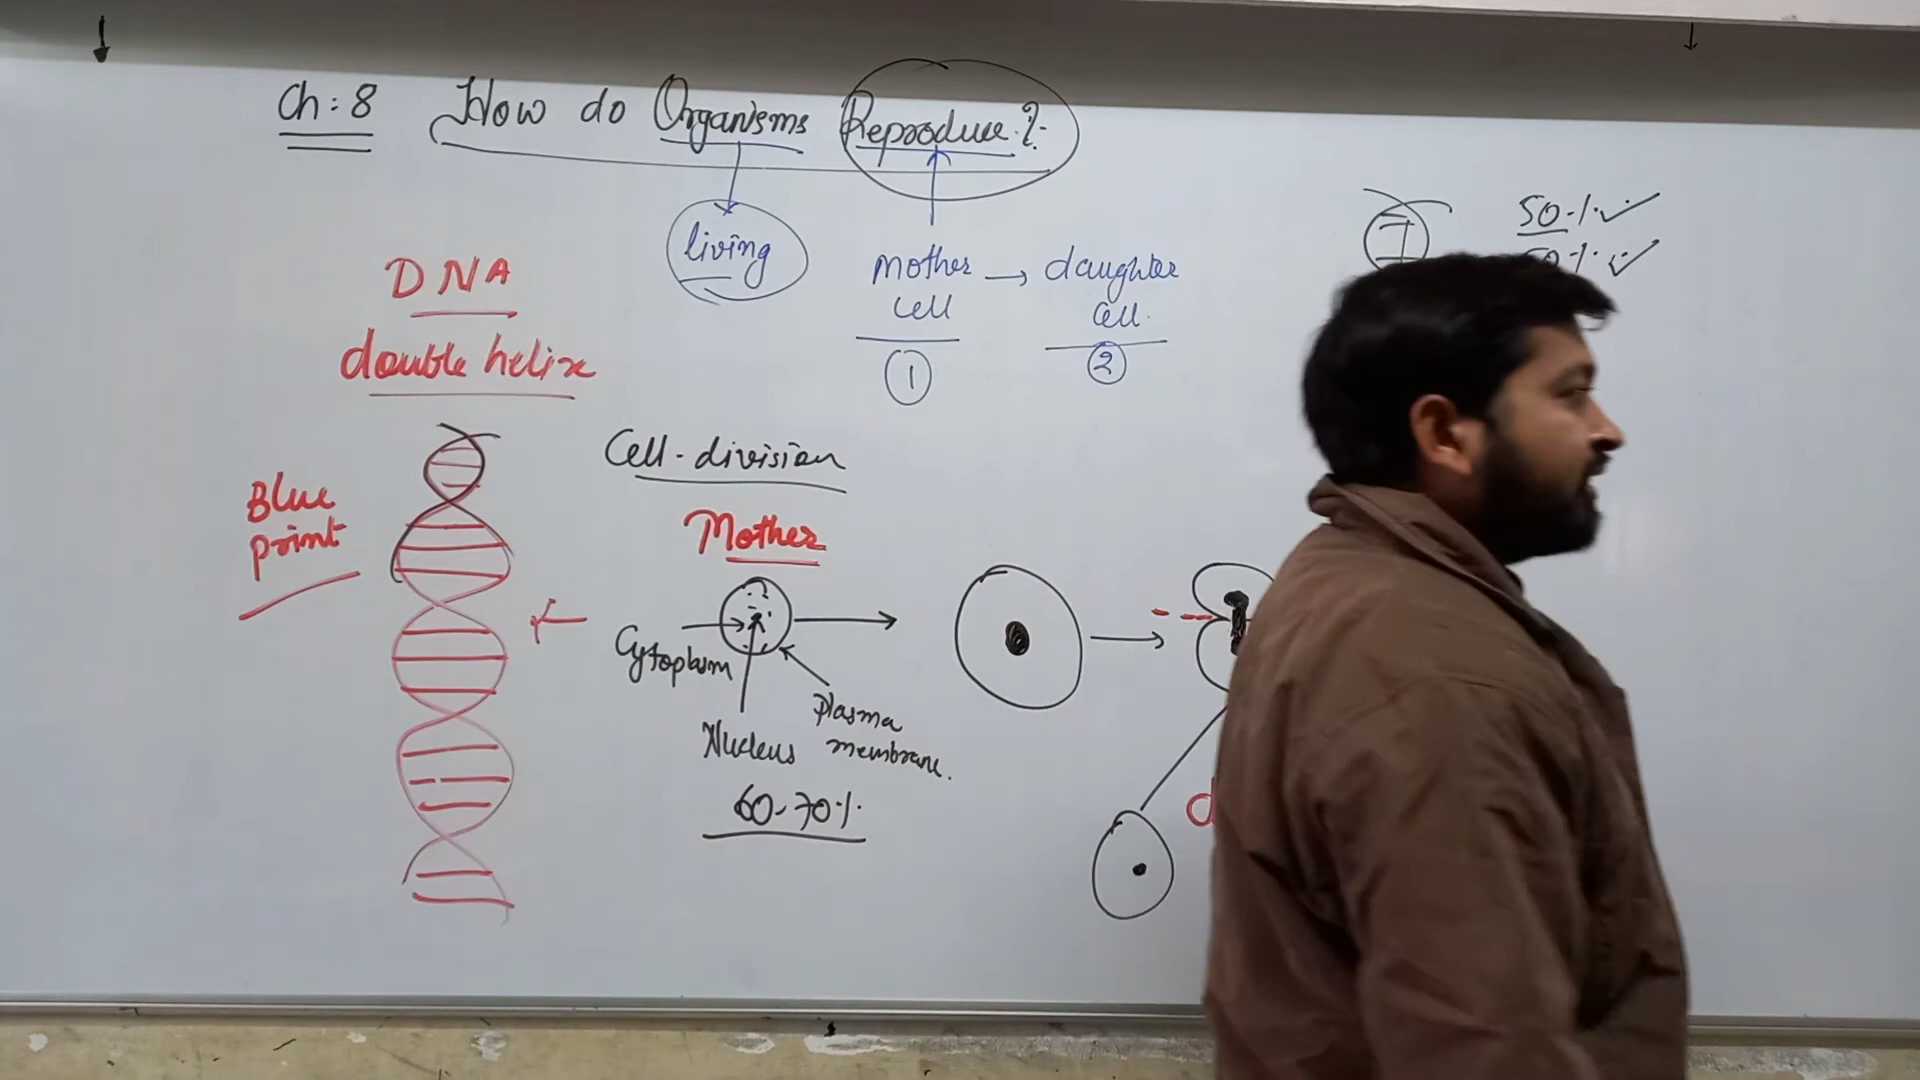 Ch: 8 How do Organisms Reproduce?
living
mother → daughter
cell cell.
1 2
I
50%
50%
DNA
double helix
Blue
print
Cell-division
Mother
Cytoplasm
Nucleus
Plasma
membrane.
60-70%
d